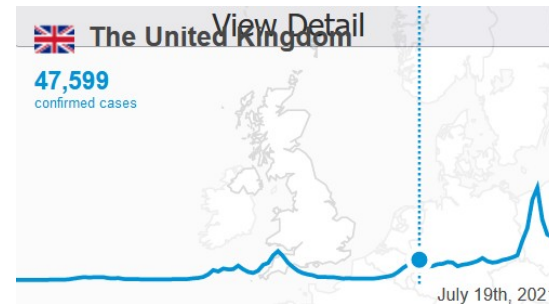 View Detail
The United Kingdom
47,599
confirmed cases
July 19th, 202